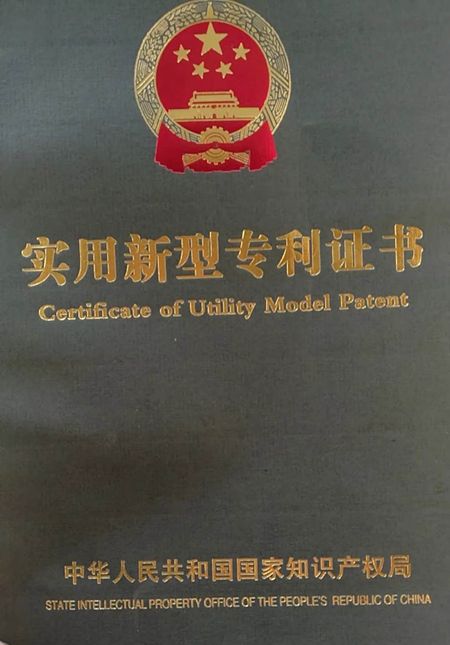 实用新型专利证书
Certificate of Utility Model Patent
中华人民共和国国家知识产权局
STATE INTELLECTUAL PROPERTY OFFICE OF THE PEOPLE'S REPUBLIC OF CHINA